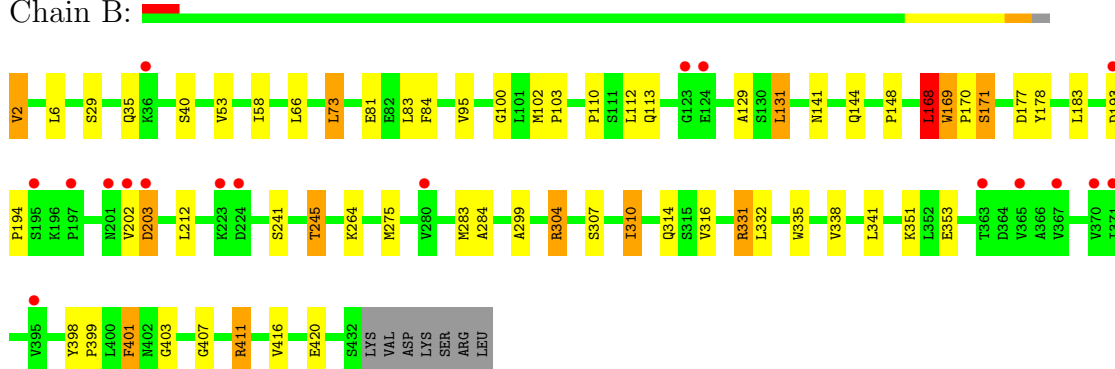 Chain B:
V2 L6 S29 Q35 K36 S40 V53 I58 L66 L73 E81 E82 L83 F84 V95 G100 L101 M102 P103 P110 S111 L112 Q113 G123 E124 A129 S130 L131 N141 Q144 P148 L168 W169 P170 S171 D177 Y178 L183
P194 S195 K196 P197 N201 V202 D203 L212 K223 D224 S241 T245 K264 M275 V280 M283 A284 A299 R304 S307 I310 Q314 S315 V316 R331 L332 W335 V338 L341 K351 L352 E353 T363 D364 V365 A366 V367 V370
V395 Y398 P399 L400 F401 N402 G403 G407 R411 V416 E420 S432 LYS VAL ASP LYS SER ARG LEU